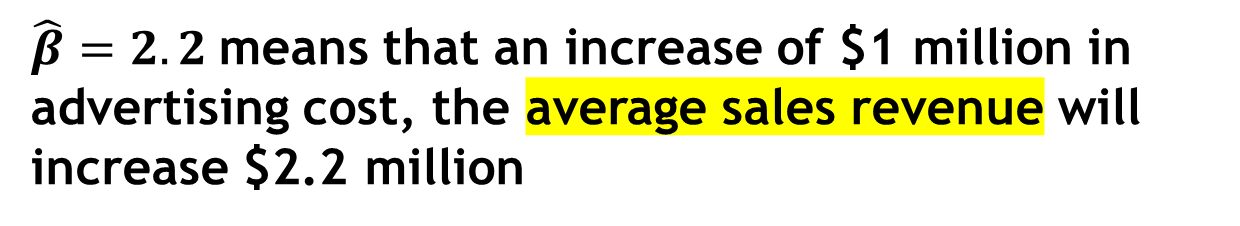 β̂ = 2.2 means that an increase of $1 million in
advertising cost, the average sales revenue will
increase $2.2 million